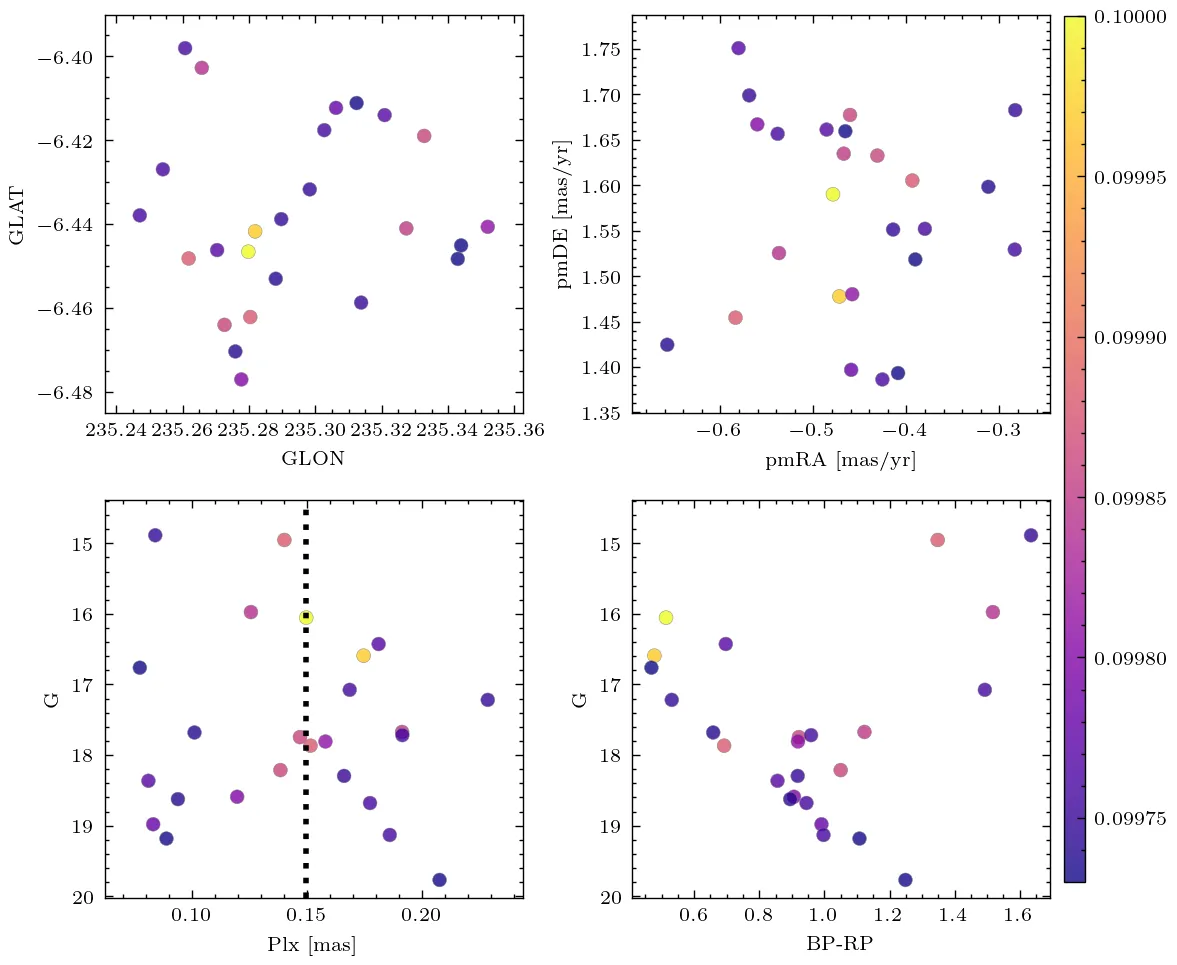 −6.40
−6.42
−6.44
−6.46
−6.48
GLAT
235.24 235.26 235.28 235.30 235.32 235.34 235.36
GLON
1.75
1.70
1.65
1.60
1.55
1.50
1.45
1.40
1.35
pmDE [mas/yr]
−0.6 −0.5 −0.4 −0.3
pmRA [mas/yr]
15
16
17
18
19
20
G
0.10 0.15 0.20
Plx [mas]
15
16
17
18
19
20
G
0.6 0.8 1.0 1.2 1.4 1.6
BP-RP
0.10000
0.09995
0.09990
0.09985
0.09980
0.09975